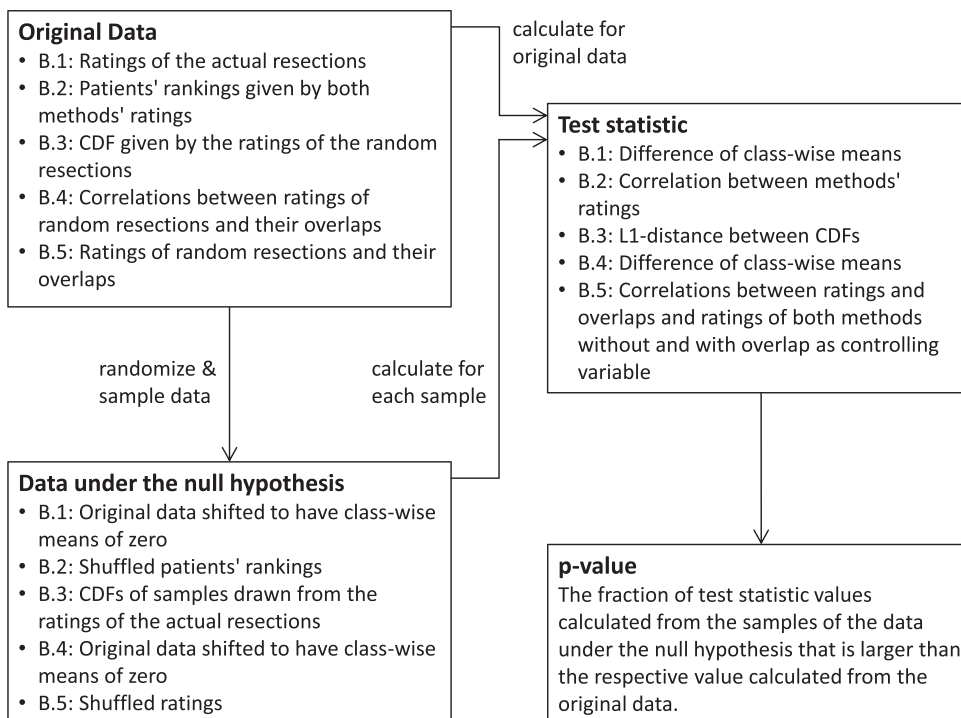 Original Data
• B.1: Ratings of the actual resections
• B.2: Patients' rankings given by both
methods' ratings
• B.3: CDF given by the ratings of the random
resections
• B.4: Correlations between ratings of
random resections and their overlaps
• B.5: Ratings of random resections and their
overlaps
calculate for
original data
Test statistic
• B.1: Difference of class-wise means
• B.2: Correlation between methods'
ratings
• B.3: L1-distance between CDFs
• B.4: Difference of class-wise means
• B.5: Correlations between ratings and
overlaps and ratings of both methods
without and with overlap as controlling
variable
randomize &
sample data
calculate for
each sample
Data under the null hypothesis
• B.1: Original data shifted to have class-wise
means of zero
• B.2: Shuffled patients' rankings
• B.3: CDFs of samples drawn from the
ratings of the actual resections
• B.4: Original data shifted to have class-wise
means of zero
• B.5: Shuffled ratings
p-value
The fraction of test statistic values
calculated from the samples of the data
under the null hypothesis that is larger than
the respective value calculated from the
original data.